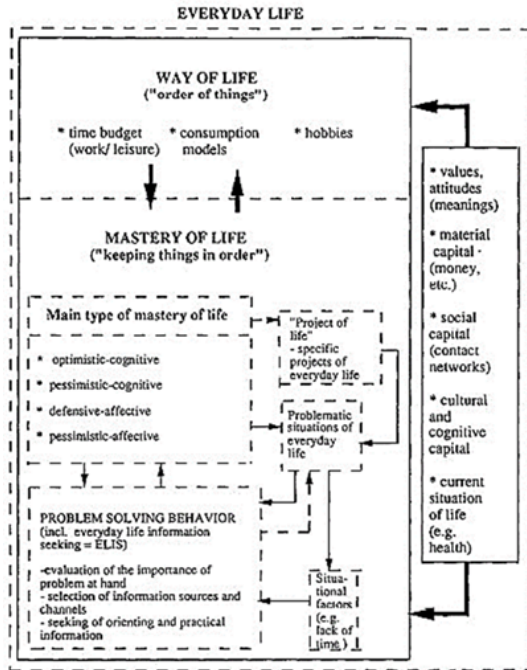 EVERYDAY LIFE
WAY OF LIFE
("order of things")
* time budget
(work/ leisure)
* consumption
models
* hobbies
MASTERY OF LIFE
("keeping things in order")
Main type of mastery of life
* optimistic-cognitive
* pessimistic-cognitive
* defensive-affective
* pessimistic-affective
"Project of
life"
- specific
projects of
everyday life
Problematic
situations of
everyday
life
PROBLEM SOLVING BEHAVIOR
(incl. everyday life information
seeking = ELIS)
-evaluation of the importance of
problem at hand
- selection of information sources and
channels
- seeking of orienting and practical
information
Situa-
tional
factors
(e.g.
lack of
time.)
* values,
attitudes
(meanings)
* material
capital -
(money,
etc.)
* social
capital
(contact
networks)
* cultural
and
cognitive
capital
* current
situation
of life
(e.g.
health)